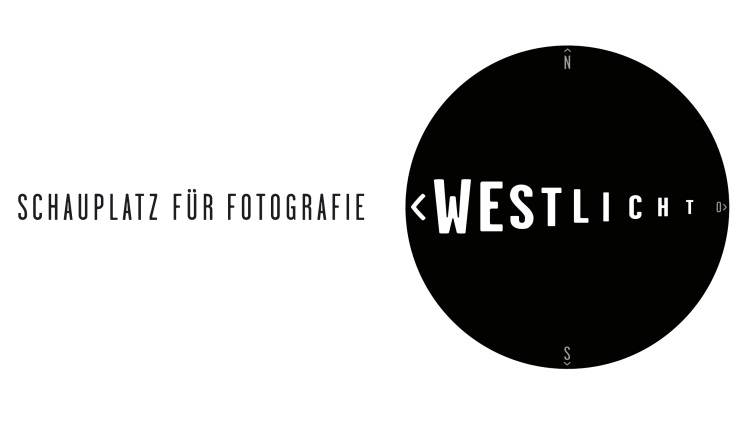 N
SCHAUPLATZ FÜR FOTOGRAFIE
<WESTLICHT O>
S